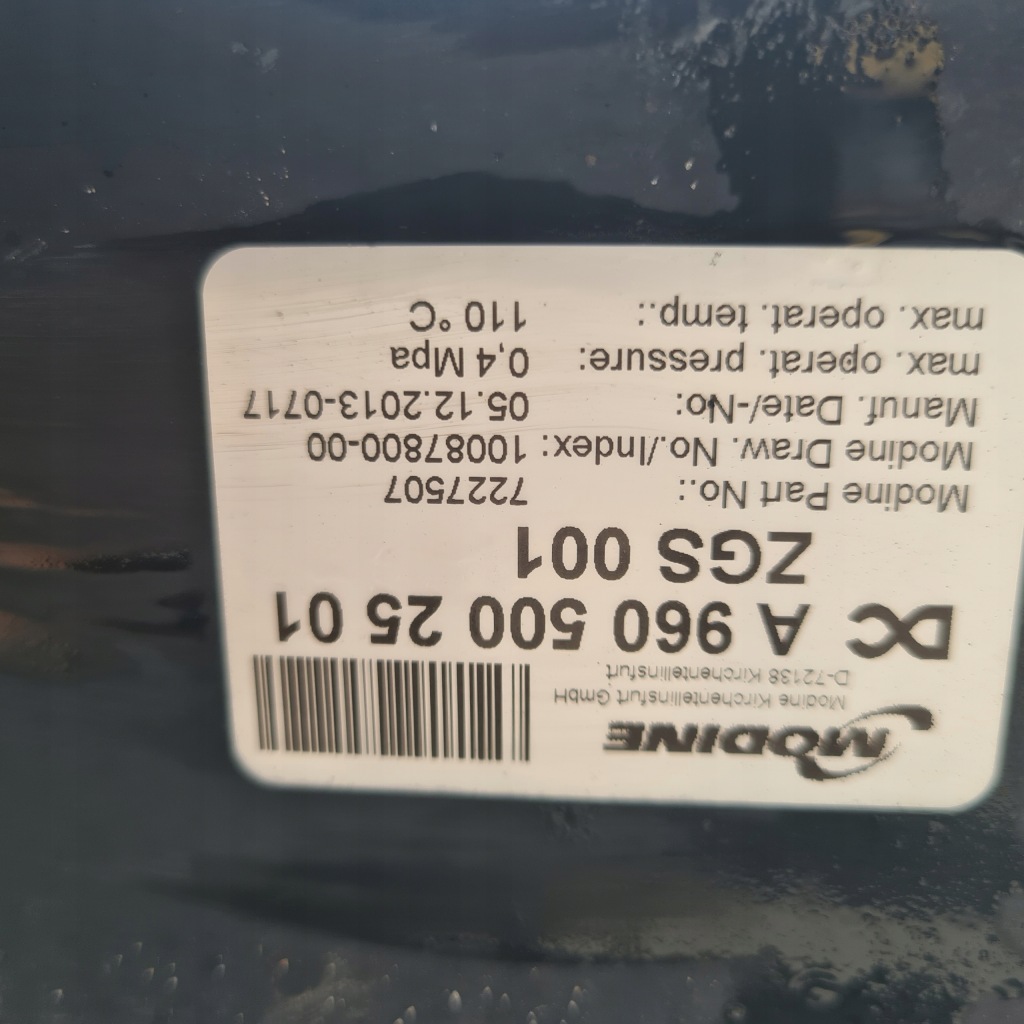 MODINE
Modine Kirchentellinsfurt GmbH
D-72138 Kirchentellinsfurt
DC A 960 500 25 01
ZGS 001
Modine Part No.: 7227507
Modine Draw. No./Index: 10087800-00
Manuf. Date/-No: 05.12.2013-0717
max. operat. pressure: 0,4 Mpa
max. operat. temp.: 110 °C